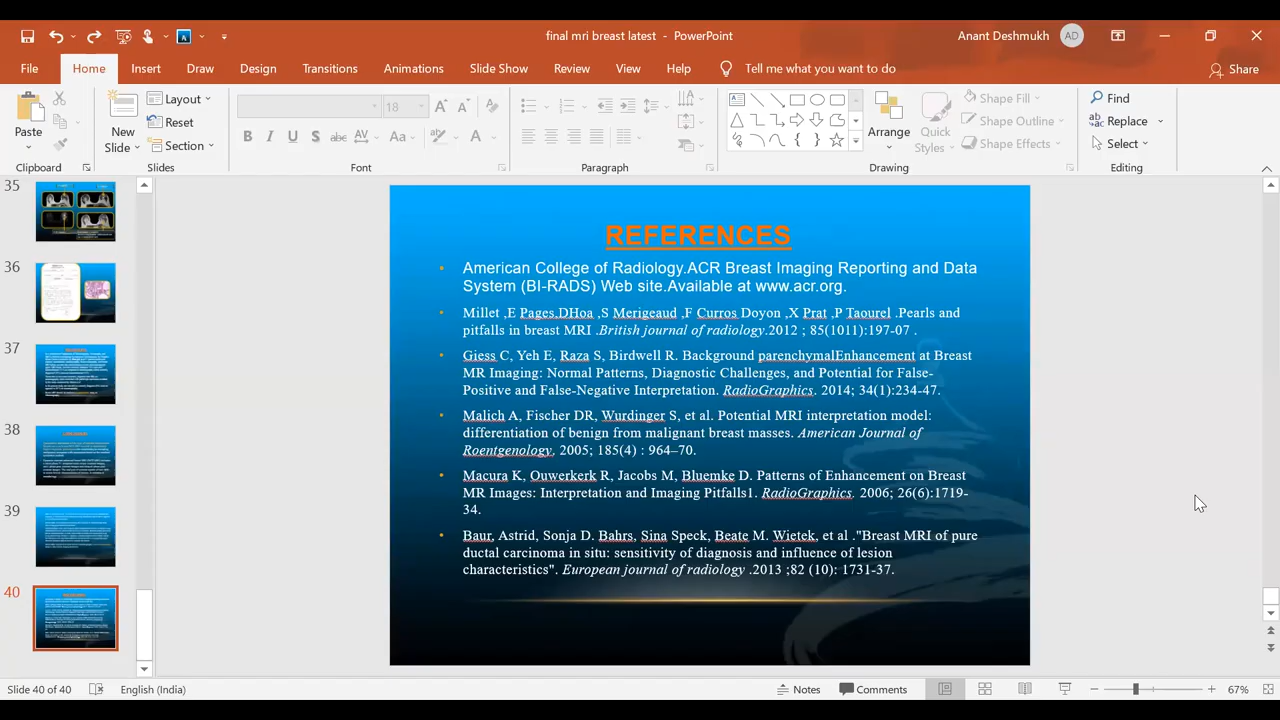 final mri breast latest - PowerPoint
Anant Deshmukh AD
File Home Insert Draw Design Transitions Animations Slide Show Review View Help Tell me what you want to do Share
Paste
New Slide
Layout
Reset
Section
18
Arrange
Quick Styles
Shape Fill
Shape Outline
Shape Effects
Find
Replace
Select
Clipboard Slides Font Paragraph Drawing Editing
35
36
37
38
39
40
REFERENCES
American College of Radiology.ACR Breast Imaging Reporting and Data
System (BI-RADS) Web site.Available at www.acr.org.
Millet ,E Pages,DHoa ,S Merigeaud ,F Curros Doyon ,X Prat ,P Taourel .Pearls and
pitfalls in breast MRI .British journal of radiology.2012 ; 85(1011):197-07 .
Giess C, Yeh E, Raza S, Birdwell R. Background parenchymalEnhancement at Breast
MR Imaging: Normal Patterns, Diagnostic Challenges, and Potential for False-
Positive and False-Negative Interpretation. RadioGraphics. 2014; 34(1):234-47.
Malich A, Fischer DR, Wurdinger S, et al. Potential MRI interpretation model:
differentiation of benign from malignant breast masses. American Journal of
Roentgenology, 2005; 185(4) : 964–70.
Macura K, Ouwerkerk R, Jacobs M, Bluemke D. Patterns of Enhancement on Breast
MR Images: Interpretation and Imaging Pitfalls1. RadioGraphics. 2006; 26(6):1719-
34.
Astrid, Sonja D. Bahrs, Sina Speck, M. et al ."Breast MRI of pure
ductal carcinoma in situ: sensitivity of diagnosis and influence of lesion
characteristics". European journal of radiology .2013 ;82 (10): 1731-37.
Slide 40 of 40
English (India)
Notes
Comments
67%